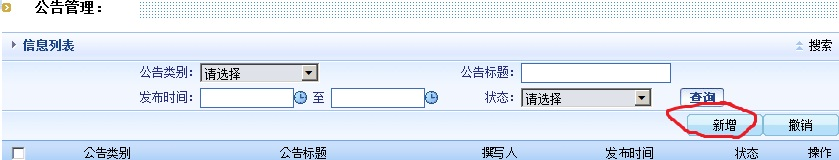 公告管理：
信息列表 搜索
公告类别： 请选择 公告标题：
发布时间： 至 状态： 请选择 查询
新增 撤销
公告类别 公告标题 撰写人 发布时间 状态 操作